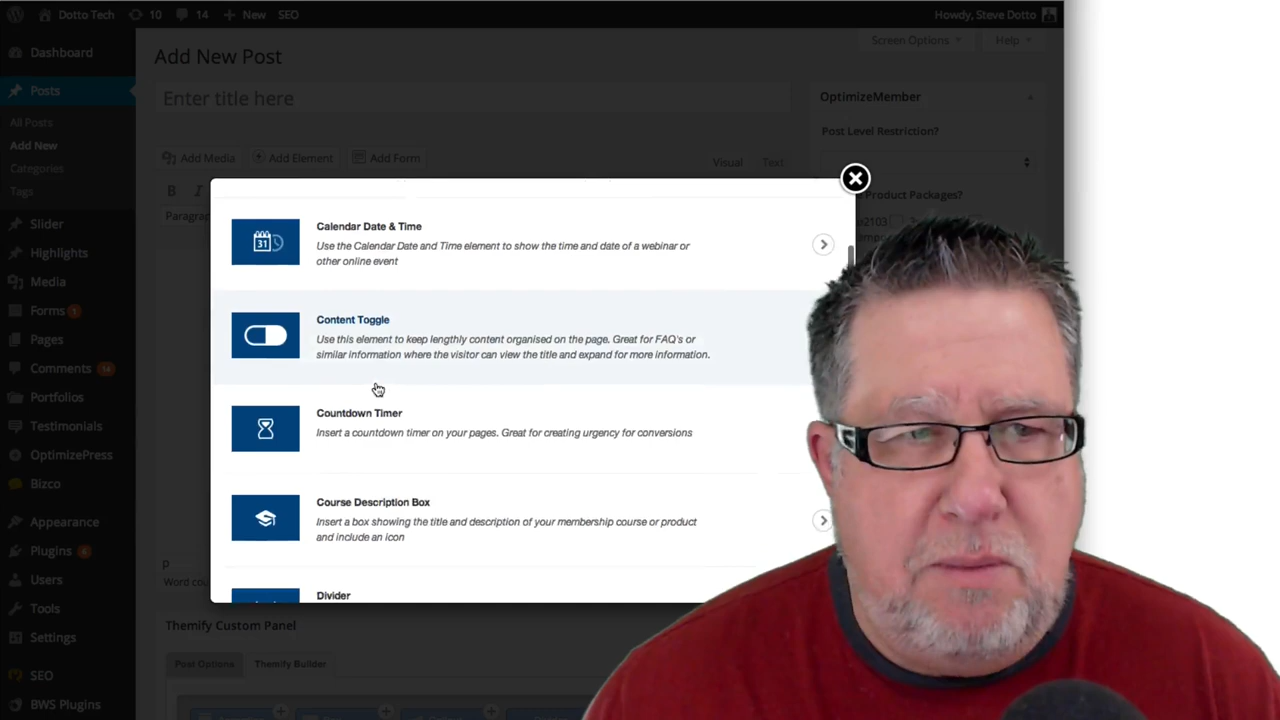 Dotto Tech
10
14
New
SEO
Howdy, Steve Dotto
Dashboard
Posts
All Posts
Add New
Categories
Tags
Slider
Highlights
Media
Forms
1
Pages
Comments
14
Portfolios
Testimonials
OptimizePress
Bizco
Appearance
Plugins
Users
Tools
Settings
SEO
BWS Plugins
Add New Post
Screen Options
Help
Enter title here
Add Media
Add Element
Add Form
Visual
Text
B
I
OptimizeMember
Post Level Restriction?
Product Packages?
31
Calendar Date & Time
Use the Calendar Date and Time element to show the time and date of a webinar or
other online event
Content Toggle
Use this element to keep lengthly content organised on the page. Great for FAQ's or
similar information where the visitor can view the title and expand for more information.
Countdown Timer
Insert a countdown timer on your pages. Great for creating urgency for conversions
Course Description Box
Insert a box showing the title and description of your membership course or product
and include an icon
Divider
Themify Custom Panel
Post Options
Themify Builder